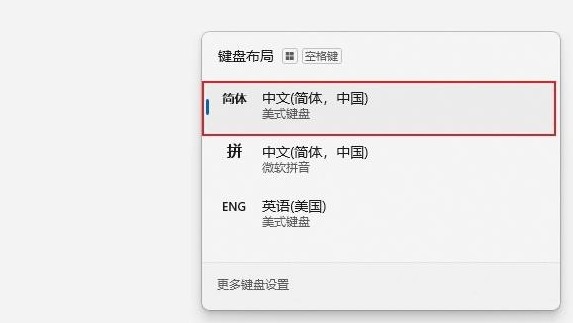 键盘布局 空格键
简体 中文(简体，中国)
美式键盘
拼 中文(简体，中国)
微软拼音
ENG 英语(美国)
美式键盘
更多键盘设置